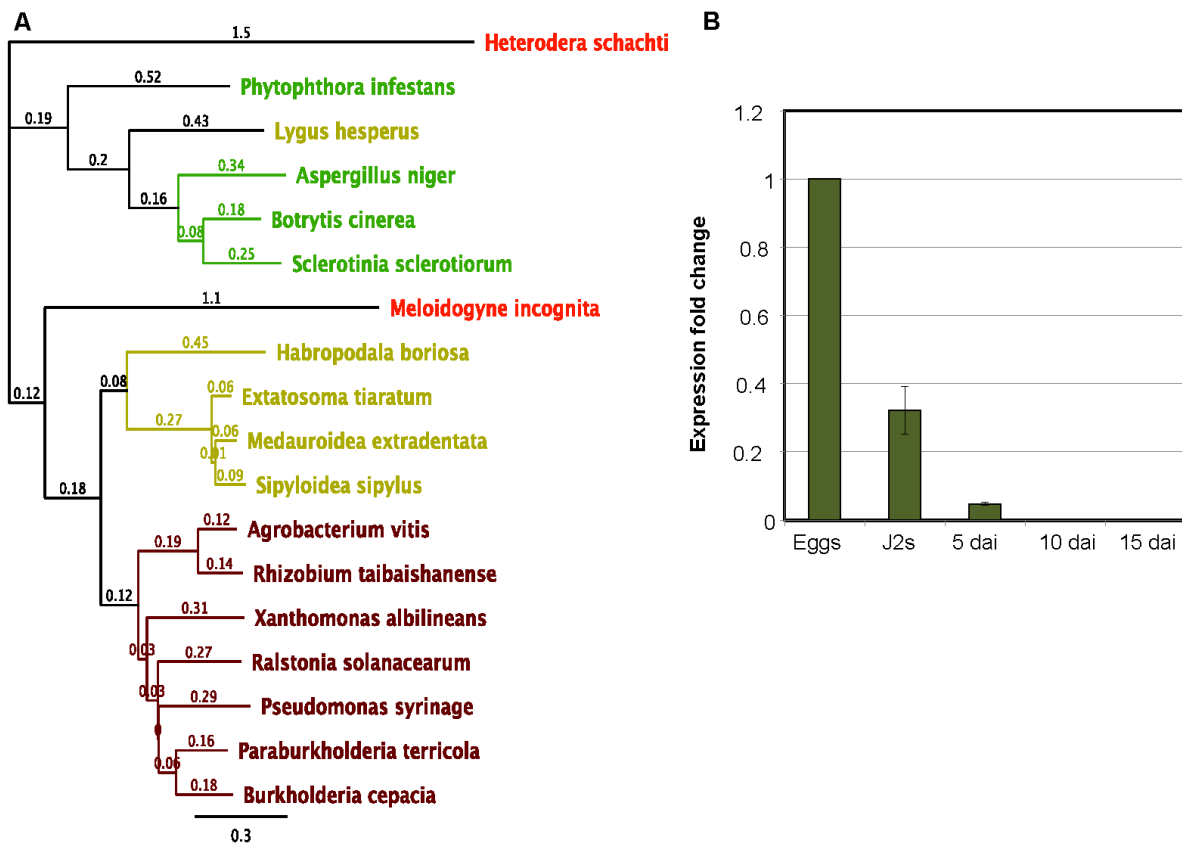 A
1.5
Heterodera schachti
0.52
Phytophthora infestans
0.19
0.43
Lygus hesperus
0.2
0.34
Aspergillus niger
0.16
0.18
Botrytis cinerea
0.08
0.25
Sclerotinia sclerotiorum
1.1
Meloidogyne incognita
0.45
Habropodala boriosa
0.08
0.12
0.06
Extatosoma tiaratum
0.27
0.06
Medauroidea extradentata
0.01
0.09
Sipyloidea sipylus
0.18
0.12
Agrobacterium vitis
0.19
0.14
Rhizobium taibaishanense
0.12
0.31
Xanthomonas albilineans
0.03
0.27
Ralstonia solanacearum
0.03
0.29
Pseudomonas syrinage
0.16
Paraburkholderia terricola
0.06
0.18
Burkholderia cepacia
0.3
B
Expression fold change
1.2
1
0.8
0.6
0.4
0.2
0
Eggs J2s 5 dai 10 dai 15 dai